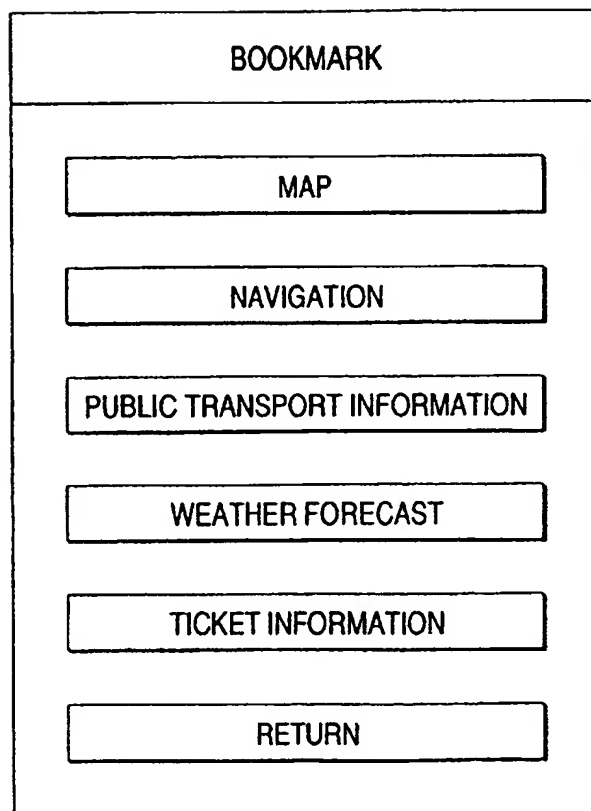 BOOKMARK
MAP
NAVIGATION
PUBLIC TRANSPORT INFORMATION
WEATHER FORECAST
TICKET INFORMATION
RETURN